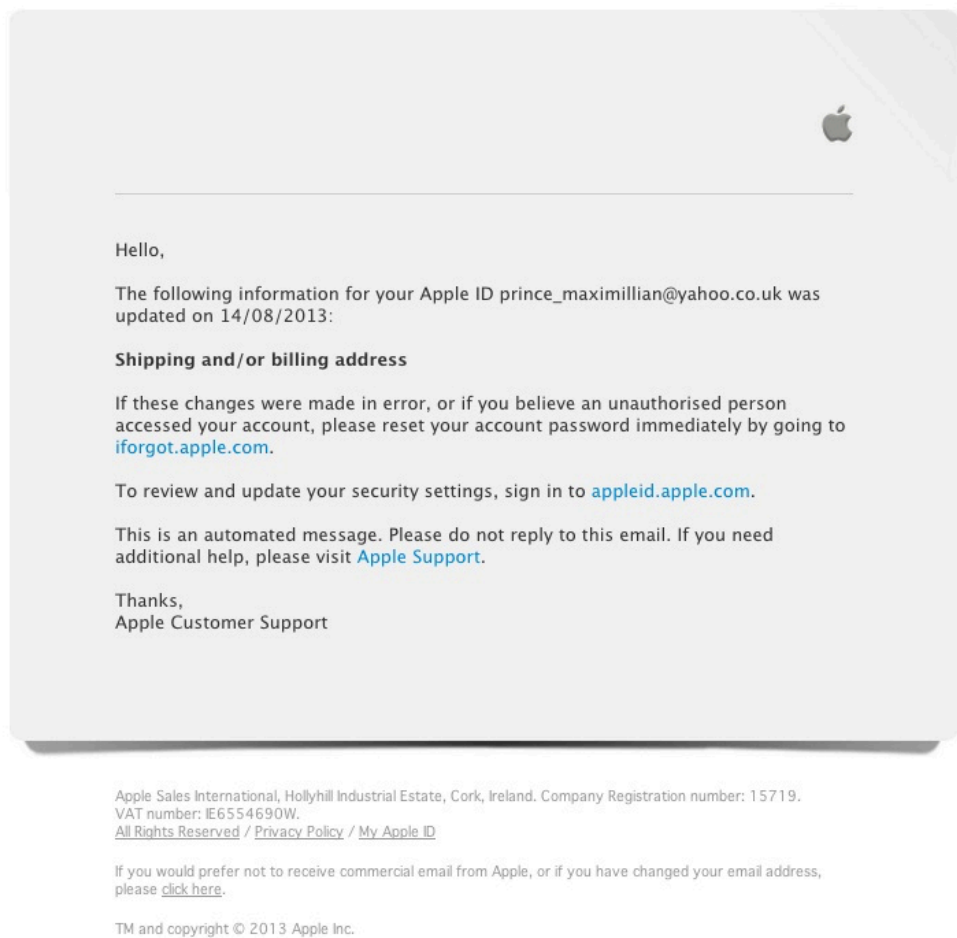 Hello,
The following information for your Apple ID prince_maximillian@yahoo.co.uk was
updated on 14/08/2013:
Shipping and/or billing address
If these changes were made in error, or if you believe an unauthorised person
accessed your account, please reset your account password immediately by going to
iforgot.apple.com.
To review and update your security settings, sign in to appleid.apple.com.
This is an automated message. Please do not reply to this email. If you need
additional help, please visit Apple Support.
Thanks,
Apple Customer Support
Apple Sales International, Hollyhill Industrial Estate, Cork, Ireland. Company Registration number: 15719.
VAT number: IE6554690W.
All Rights Reserved / Privacy Policy / My Apple ID
If you would prefer not to receive commercial email from Apple, or if you have changed your email address,
please click here.
TM and copyright © 2013 Apple Inc.